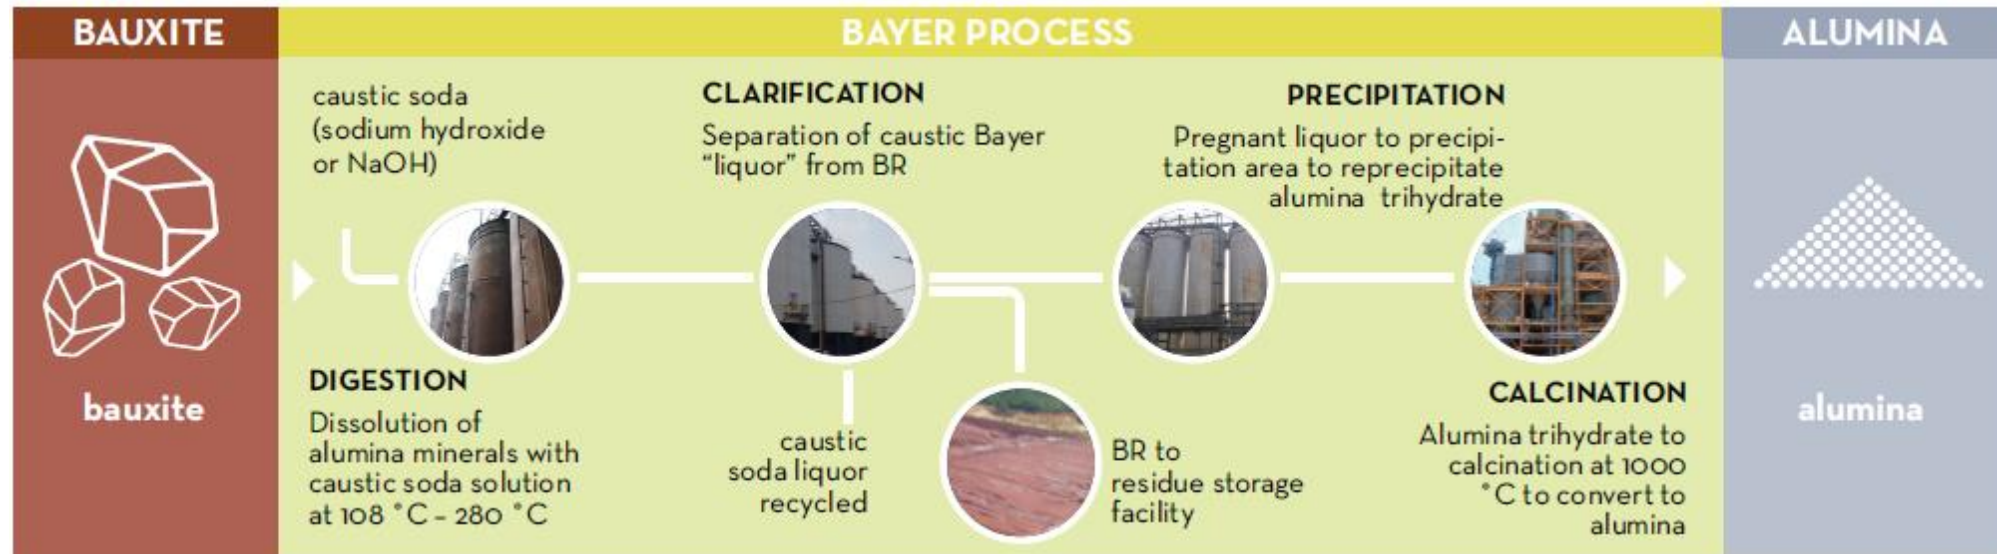 BAUXITE
BAYER PROCESS
ALUMINA
bauxite
caustic soda
(sodium hydroxide
or NaOH)
DIGESTION
Dissolution of
alumina minerals with
caustic soda solution
at 108 °C – 280 °C
CLARIFICATION
Separation of caustic Bayer
“liquor” from BR
caustic
soda liquor
recycled
BR to
residue storage
facility
PRECIPITATION
Pregnant liquor to precipi-
tation area to reprecipitate
alumina trihydrate
CALCINATION
Alumina trihydrate to
calcination at 1000
°C to convert to
alumina
alumina